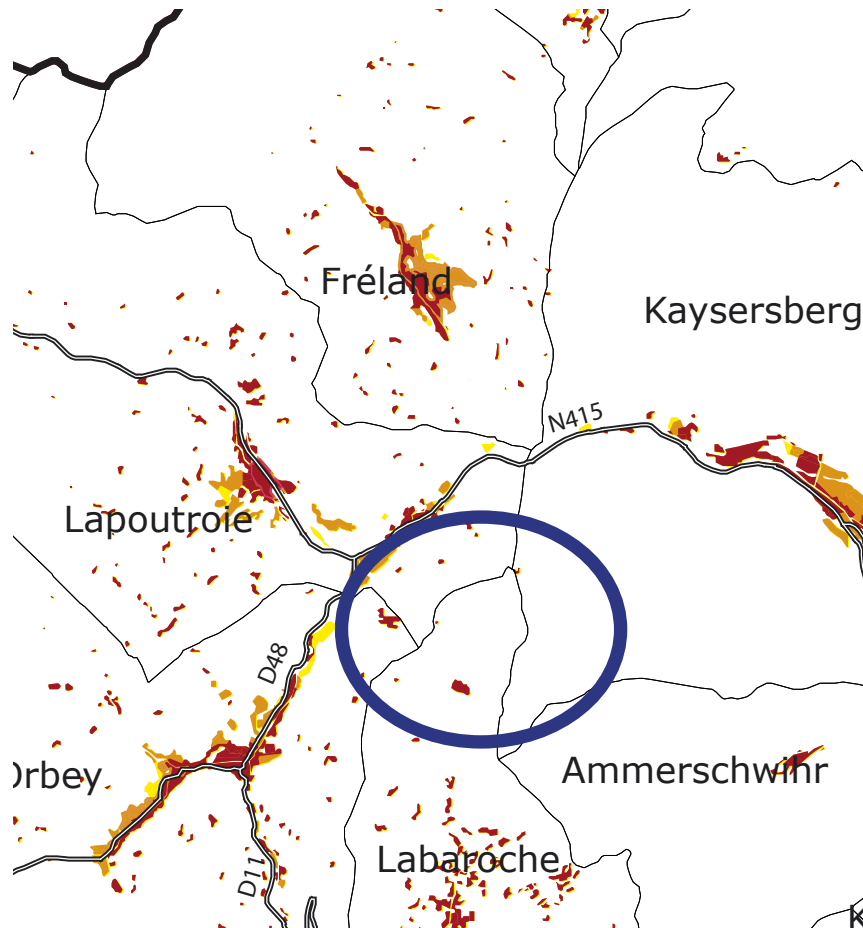 Fréland
Kaysersberg
N415
Lapoutroie
D48
Orbey
Ammerschwihr
Labaroche
D11
K